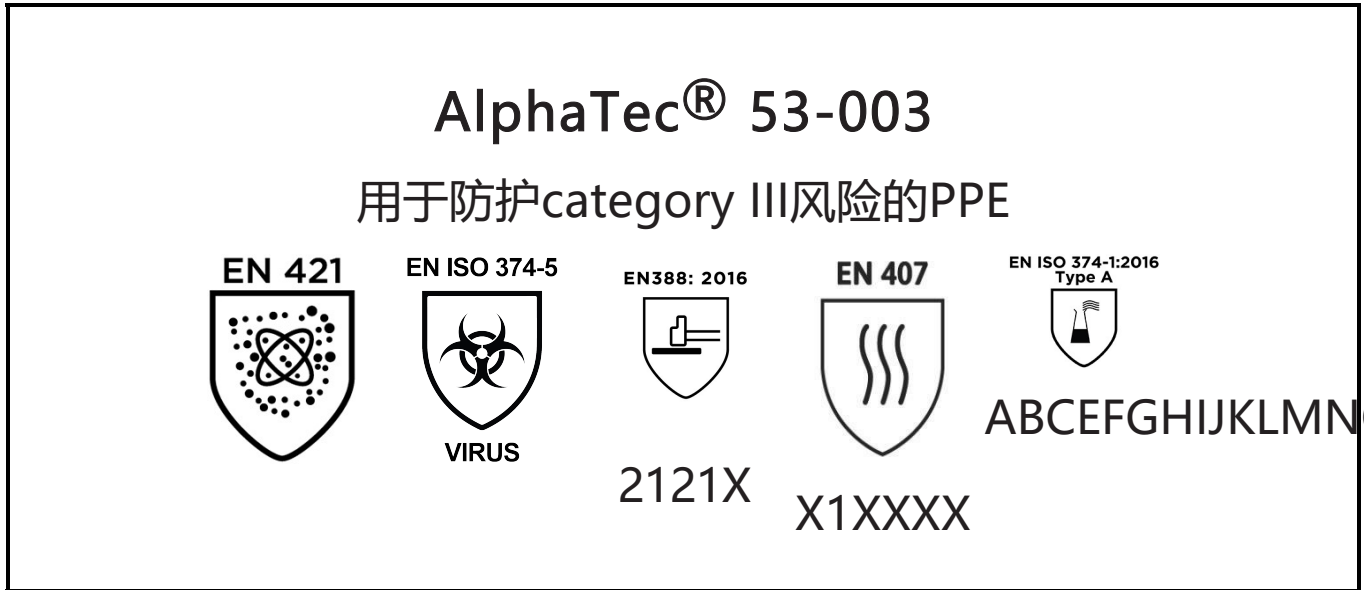 AlphaTec® 53-003
用于防护category III风险的PPE
EN 421
EN ISO 374-5
VIRUS
EN388: 2016
2121X
EN 407
X1XXXX
EN ISO 374-1:2016
Type A
ABCEFGHIJKLMN